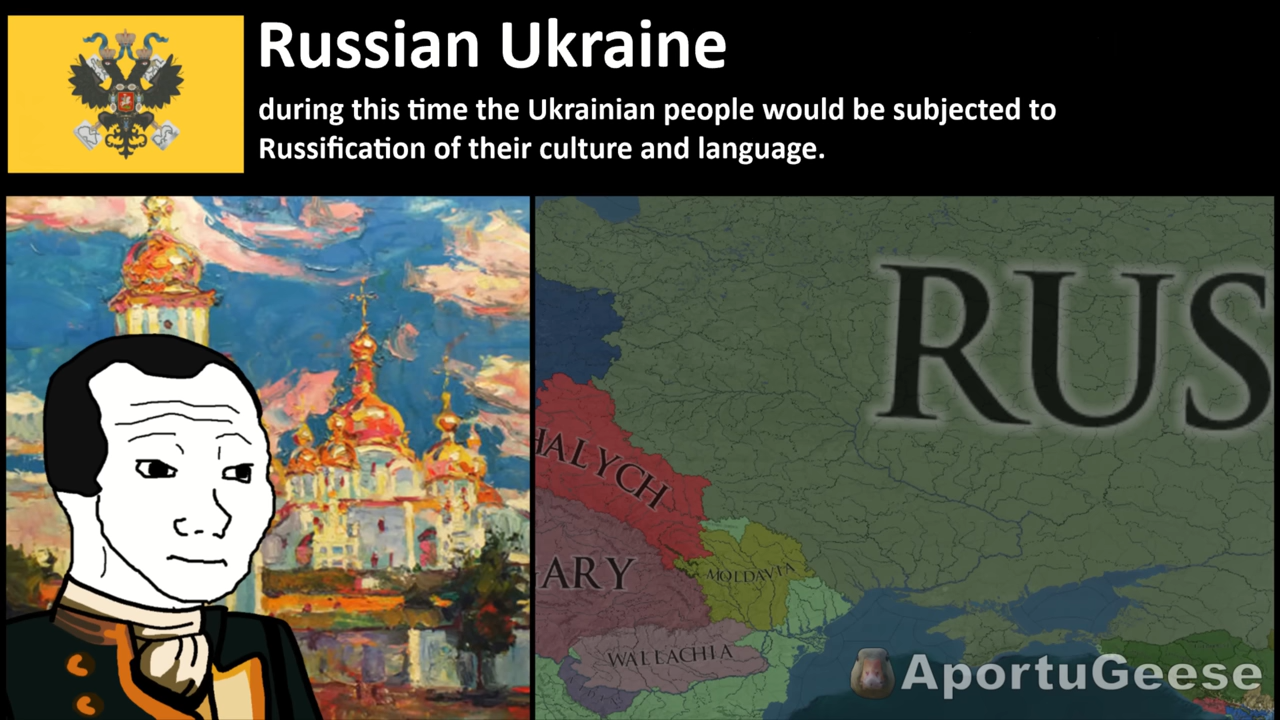 Russian Ukraine
during this time the Ukrainian people would be subjected to
Russification of their culture and language.
RUS
HALYCH
ARY
MOLDAVIA
WALLACHIA
AportuGeese